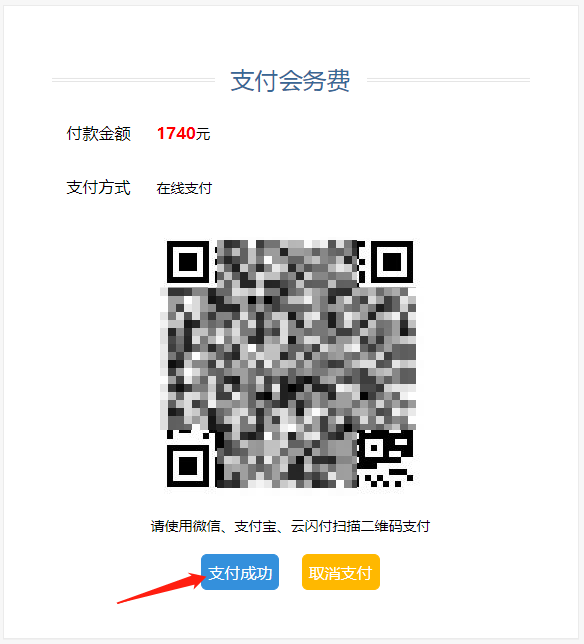 支付会务费
付款金额 1740元
支付方式 在线支付
请使用微信、支付宝、云闪付扫描二维码支付
支付成功 取消支付